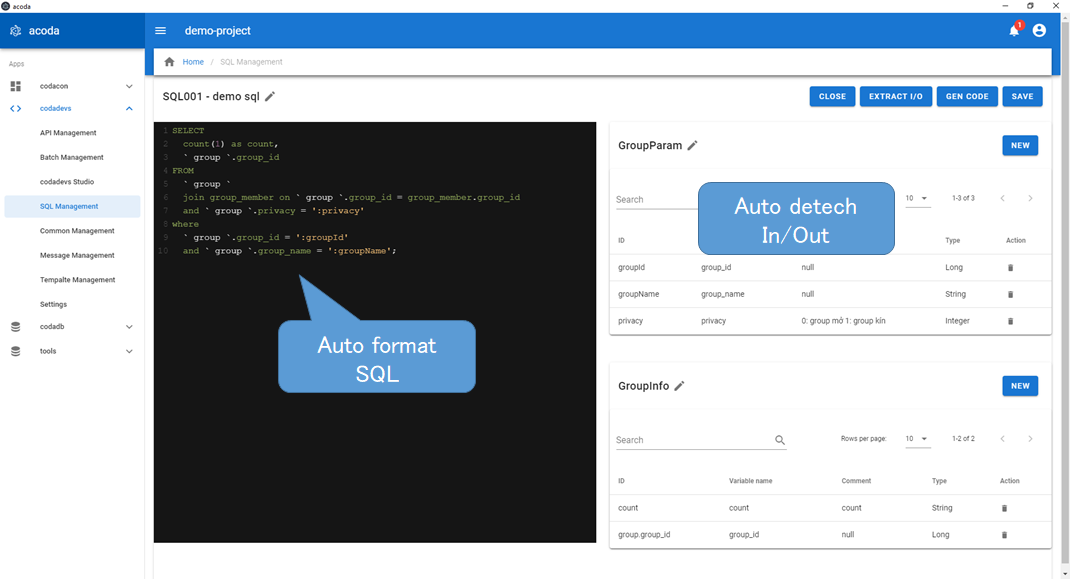 acoda
acoda
demo-project
1
Apps
codacon
codadevs
API Management
Batch Management
codadevs Studio
SQL Management
Common Management
Message Management
Tempalte Management
Settings
codadb
tools
Home / SQL Management
SQL001 - demo sql
CLOSE
EXTRACT I/O
GEN CODE
SAVE
1 SELECT
2 count(1) as count,
3 ` group `.group_id
4 FROM
5 ` group `
6 join group_member on ` group `.group_id = group_member.group_id
7 and ` group `.privacy = ':privacy'
8 where
9 ` group `.group_id = ':groupId'
10 and ` group `.group_name = ':groupName';
Auto format
SQL
GroupParam
NEW
Search
10
1-3 of 3
Auto detech
In/Out
ID Type Action
groupId group_id null Long
groupName group_name null String
privacy privacy 0: group mở 1: group kín Integer
GroupInfo
NEW
Search
Rows per page: 10 1-2 of 2
ID Variable name Comment Type Action
count count count String
group.group_id group_id null Long